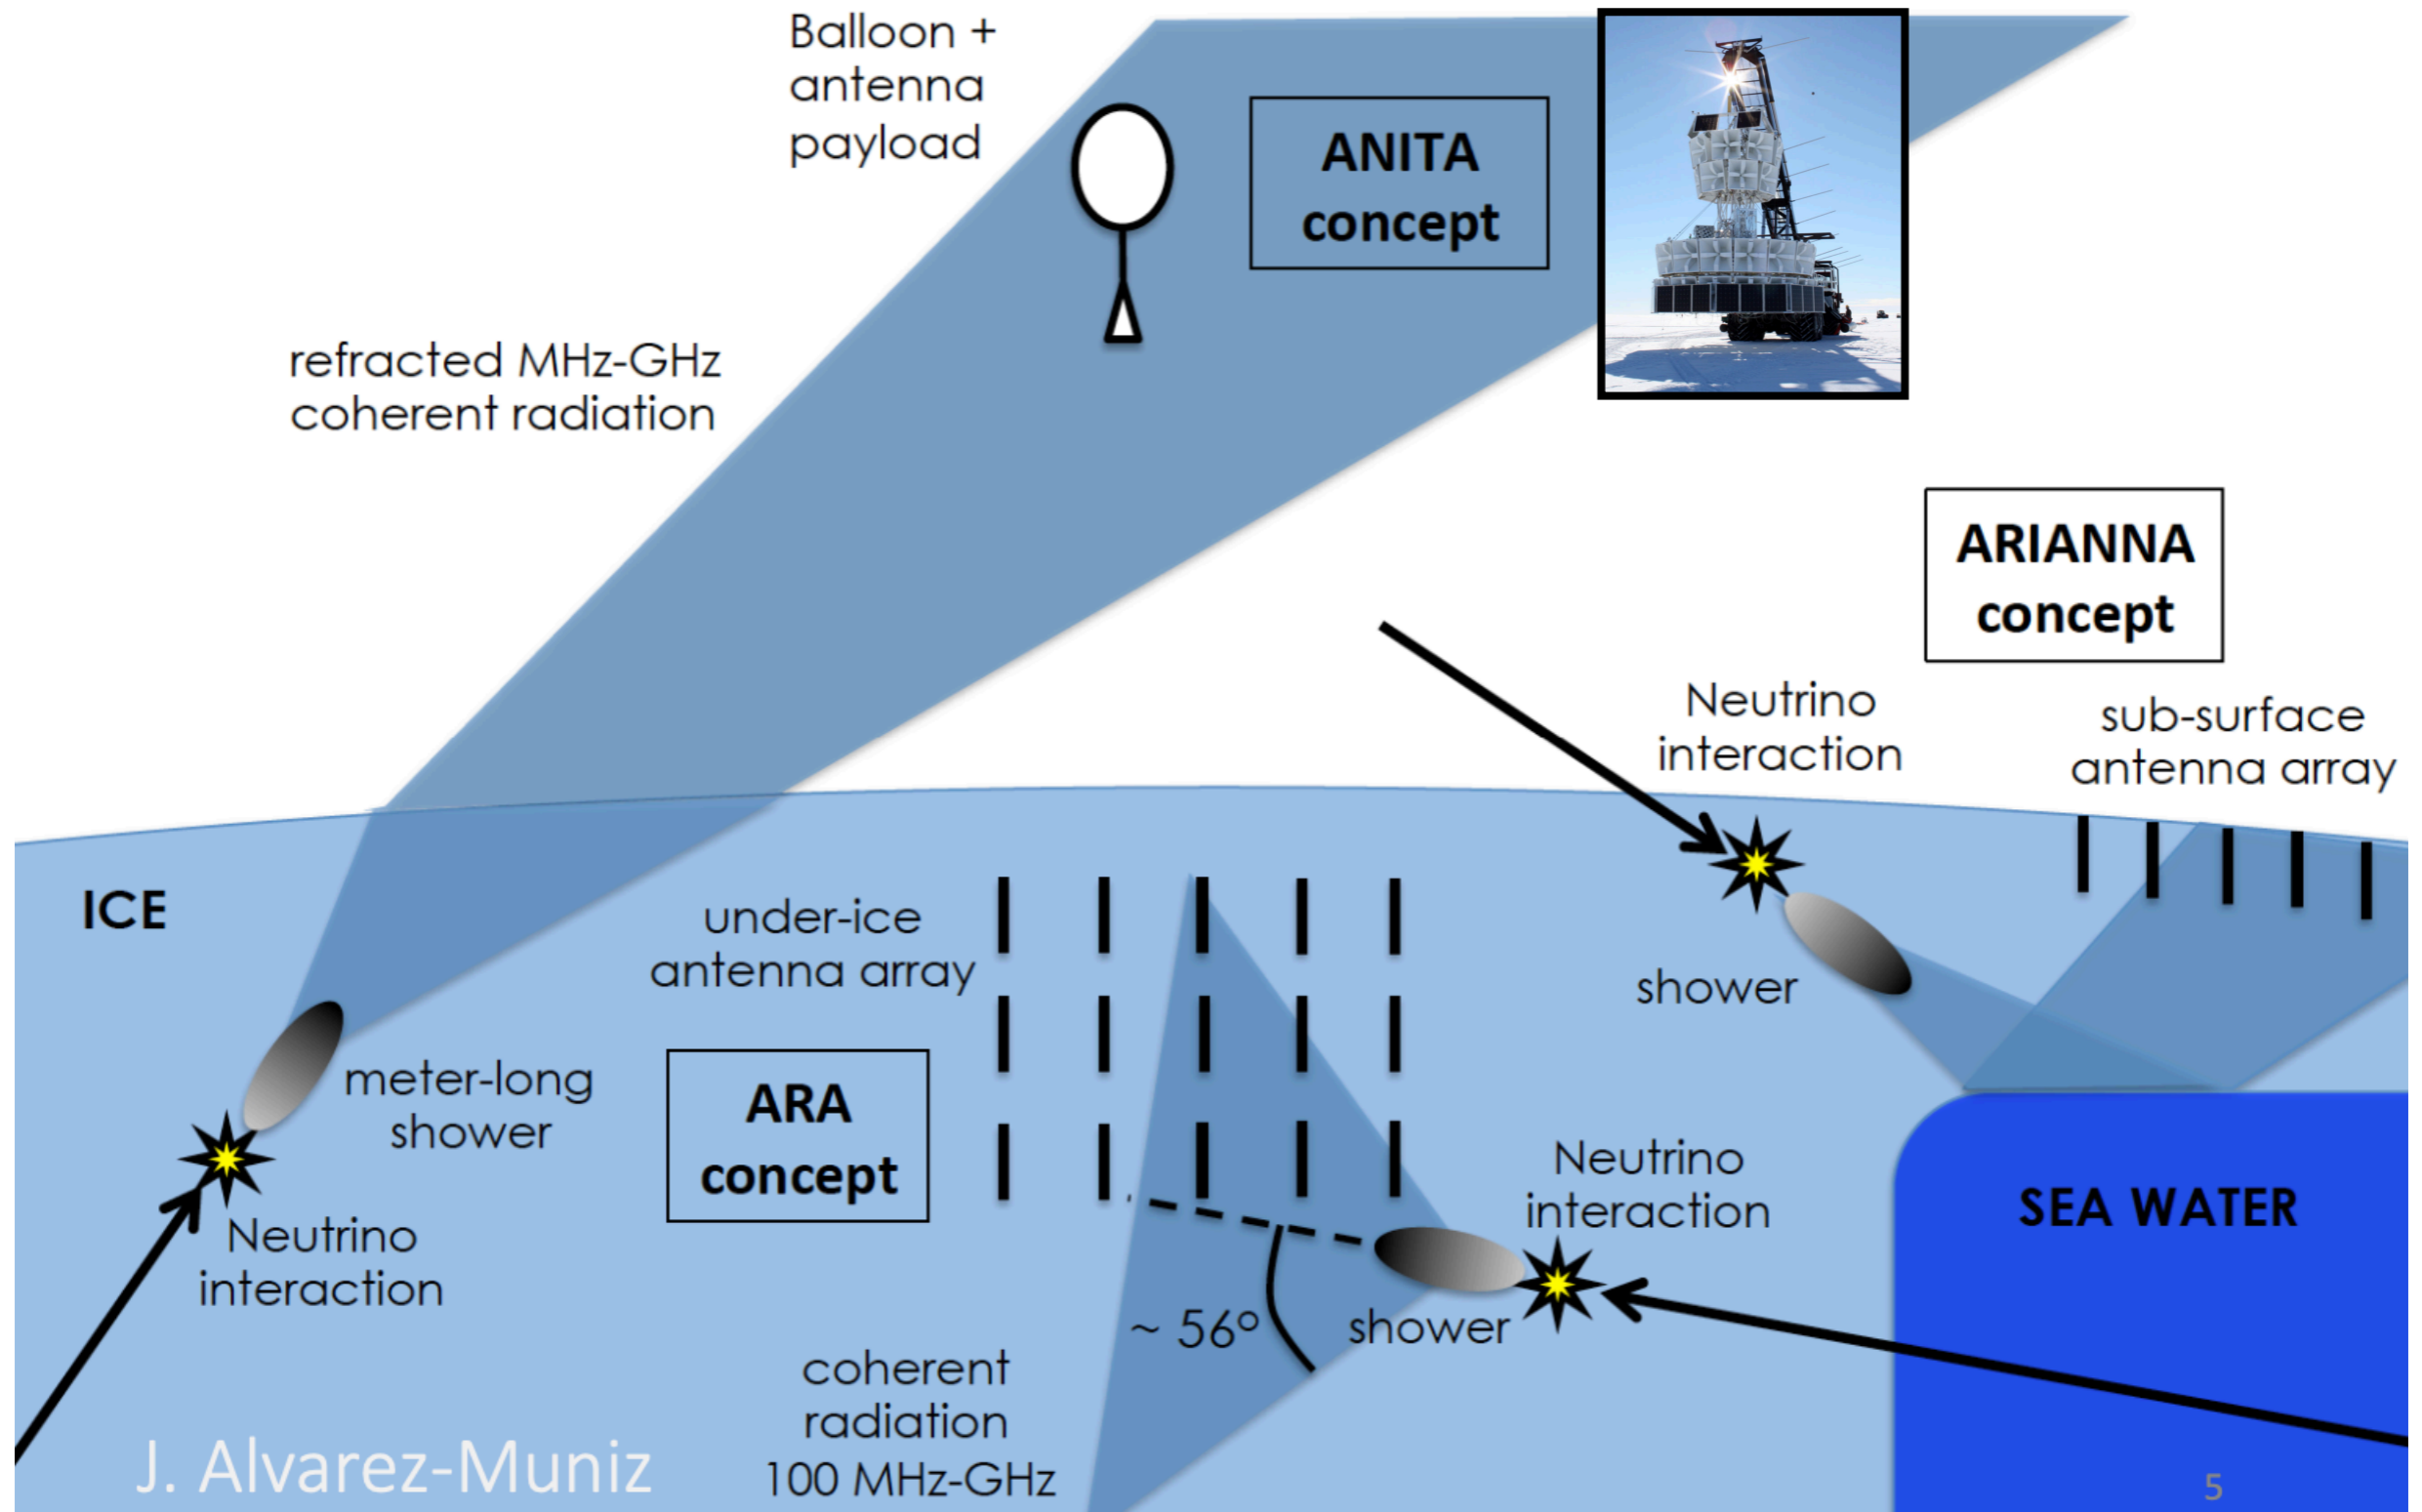 Balloon +
antenna
payload
ANITA
concept
refracted MHz-GHz
coherent radiation
ARIANNA
concept
Neutrino
interaction
sub-surface
antenna array
ICE
under-ice
antenna array
shower
meter-long
shower
ARA
concept
Neutrino
interaction
SEA WATER
Neutrino
interaction
~ 56°
shower
coherent
radiation
100 MHz-GHz
J. Alvarez-Muniz
5